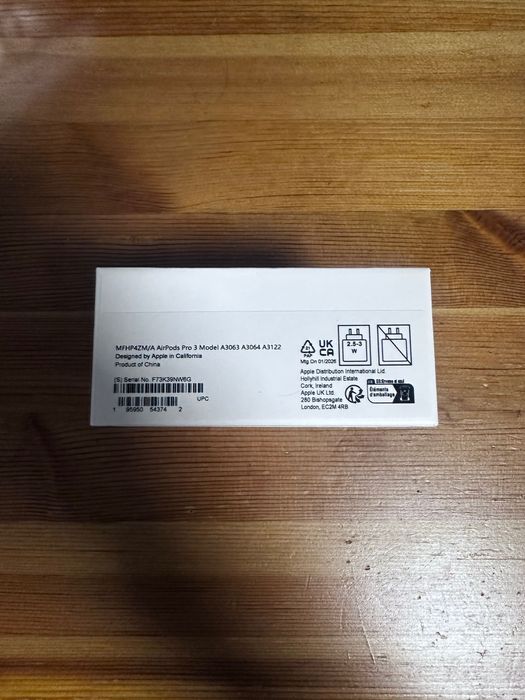 MFHP4ZM/A AirPods Pro 3 Model A3063 A3064 A3122
Designed by Apple in California
Product of China
(S) Serial No. F73K39NW6G
UPC
1 95950 54374 2
21
PAP
UK
CA
Mfg On 01/2026
2.5-3
W
Apple Distribution International Ltd.
Hollyhill Industrial Estate
Cork, Ireland
Apple UK Ltd.
280 Bishopsgate
London, EC2M 4RB
Éléments
d'emballage